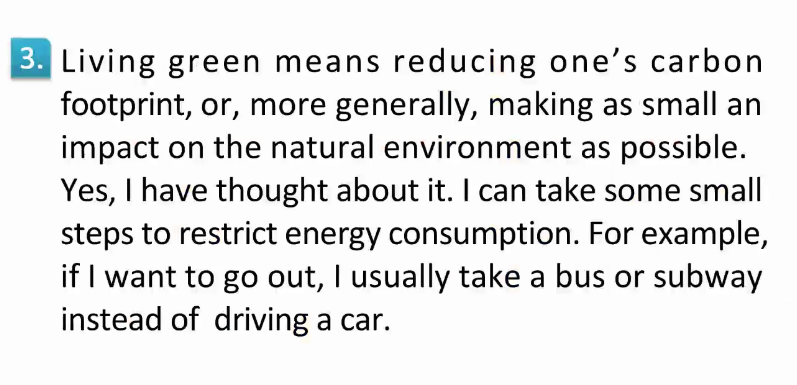 3. Living green means reducing one's carbon
footprint, or, more generally, making as small an
impact on the natural environment as possible.
Yes, I have thought about it. I can take some small
steps to restrict energy consumption. For example,
if I want to go out, I usually take a bus or subway
instead of driving a car.